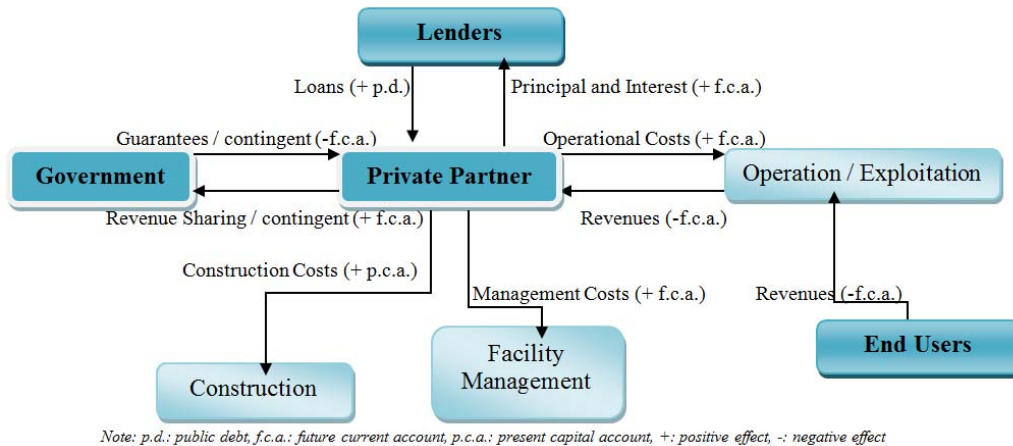 Lenders
Loans (+ p.d.)
Principal and Interest (+ f.c.a.)
Guarantees / contingent (-f.c.a.)
Operational Costs (+ f.c.a.)
Government
Private Partner
Operation / Exploitation
Revenue Sharing / contingent (+ f.c.a.)
Revenues (-f.c.a.)
Construction Costs (+ p.c.a.)
Management Costs (+ f.c.a.)
Revenues (-f.c.a.)
End Users
Facility
Management
Construction
Note: p.d.: public debt, f.c.a.: future current account, p.c.a.: present capital account, +: positive effect, -: negative effect